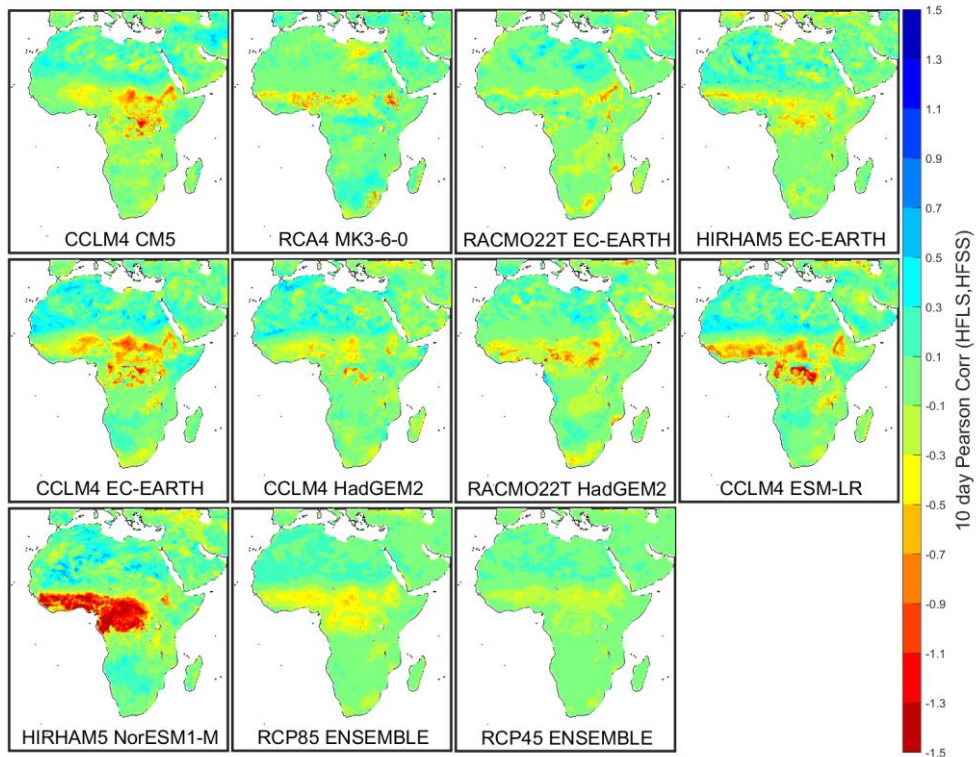 CCLM4 CM5
RCA4 MK3-6-0
RACMO22T EC-EARTH
HIRHAM5 EC-EARTH
CCLM4 EC-EARTH
CCLM4 HadGEM2
RACMO22T HadGEM2
CCLM4 ESM-LR
HIRHAM5 NorESM1-M
RCP85 ENSEMBLE
RCP45 ENSEMBLE
1.5
1.3
1.1
0.9
0.7
0.5
0.3
0.1
-0.1
-0.3
-0.5
-0.7
-0.9
-1.1
-1.3
-1.5
10 day Pearson Corr (HFLS,HFSS)